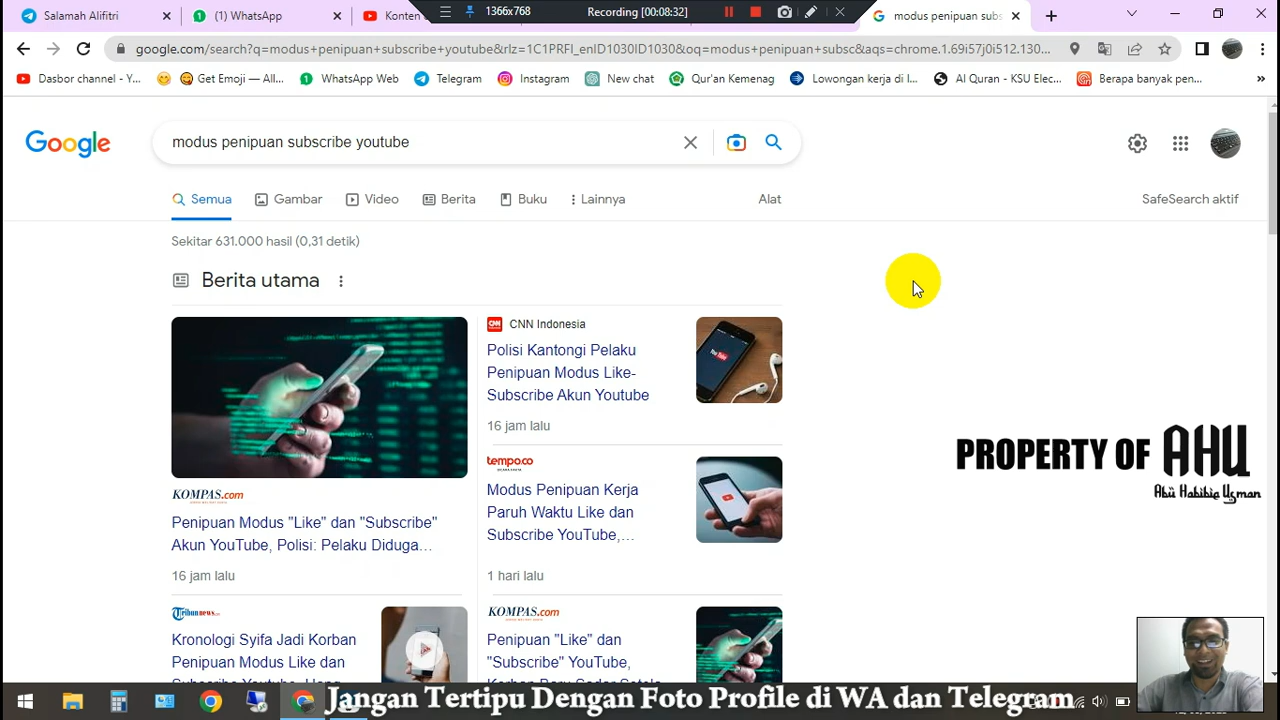 Salamah Alifitri
(1) WhatsApp
Konten
1366x768
Recording [00:08:32]
modus penipuan subs
google.com/search?q=modus+penipuan+subscribe+youtube&rlz=1C1PRFI_enID1030ID1030&oq=modus+penipuan+subsc&aqs=chrome.1.69i57j0i512.130...
Dasbor channel - Y...
Get Emoji — All...
WhatsApp Web
Telegram
Instagram
New chat
Qur'an Kemenag
Lowongan kerja di l...
Al Quran - KSU Elec...
Berapa banyak pen...
»
Google
modus penipuan subscribe youtube
Semua
Gambar
Video
Berita
Buku
Lainnya
Alat
SafeSearch aktif
Sekitar 631.000 hasil (0,31 detik)
Berita utama
KOMPAS.com
Penipuan Modus "Like" dan "Subscribe"
Akun YouTube, Polisi: Pelaku Diduga...
16 jam lalu
CNN Indonesia
Polisi Kantongi Pelaku
Penipuan Modus Like-
Subscribe Akun Youtube
16 jam lalu
tempo.co
Modus Penipuan Kerja
Paruh Waktu Like dan
Subscribe YouTube,...
1 hari lalu
Tribunnews
Kronologi Syifa Jadi Korban
Penipuan Modus Like dan
KOMPAS.com
Penipuan "Like" dan
"Subscribe" YouTube,
PROPERTY OF AHU
Abu Habibie Usman
Jangan Tertipu Dengan Foto Profile di WA dan Telegram